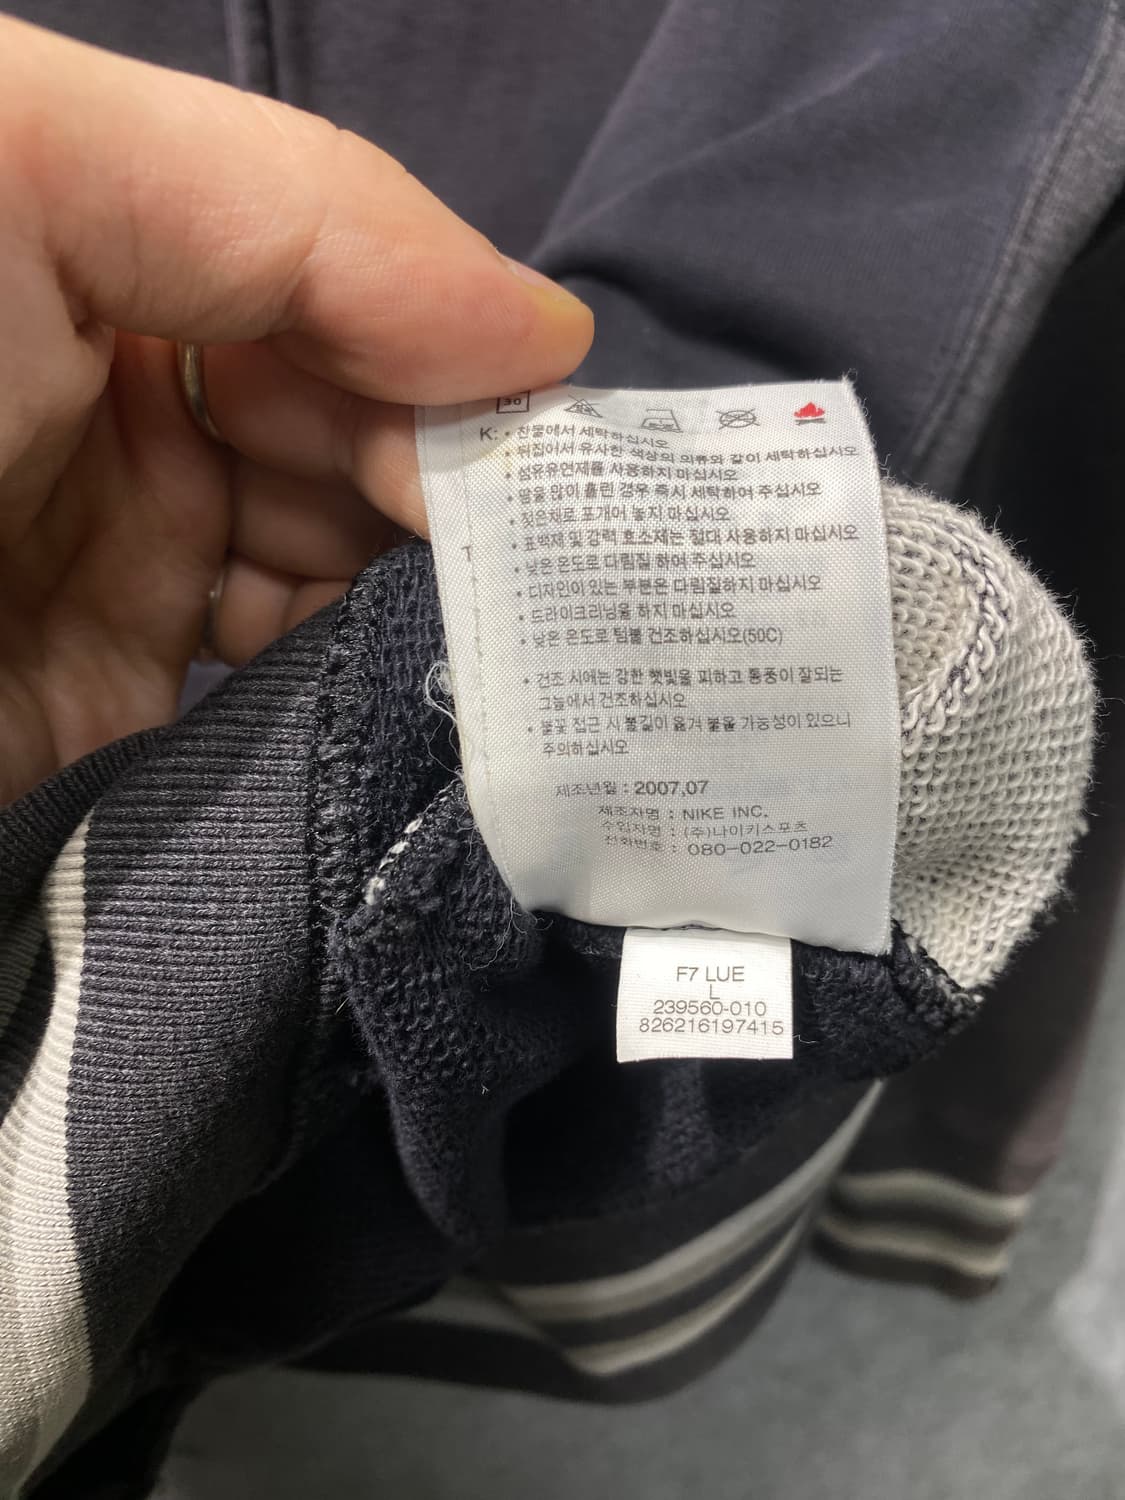 30
K: • 찬물에서 세탁하십시오
• 뒤집어서 유사한 색상의 의류와 같이 세탁하십시오
• 섬유유연제를 사용하지 마십시오
• 땀을 많이 흘린 경우 즉시 세탁하여 주십시오
• 젖은채로 포개어 놓지 마십시오
• 표백제 및 강력 효소제는 절대 사용하지 마십시오
• 낮은 온도로 다림질 하여 주십시오
• 디자인이 있는 부분은 다림질하지 마십시오
• 드라이크리닝을 하지 마십시오
• 낮은 온도로 텀블 건조하십시오(50C)
• 건조 시에는 강한 햇빛을 피하고 통풍이 잘되는
그늘에서 건조하십시오
• 불꽃 접근 시 불길이 옮겨 붙을 가능성이 있으니
주의하십시오
제조년월 : 2007,07
제조자명 : NIKE INC.
수입자명 : (주)나이키스포츠
전화번호 : 080-022-0182
F7 LUE
L
239560-010
826216197415